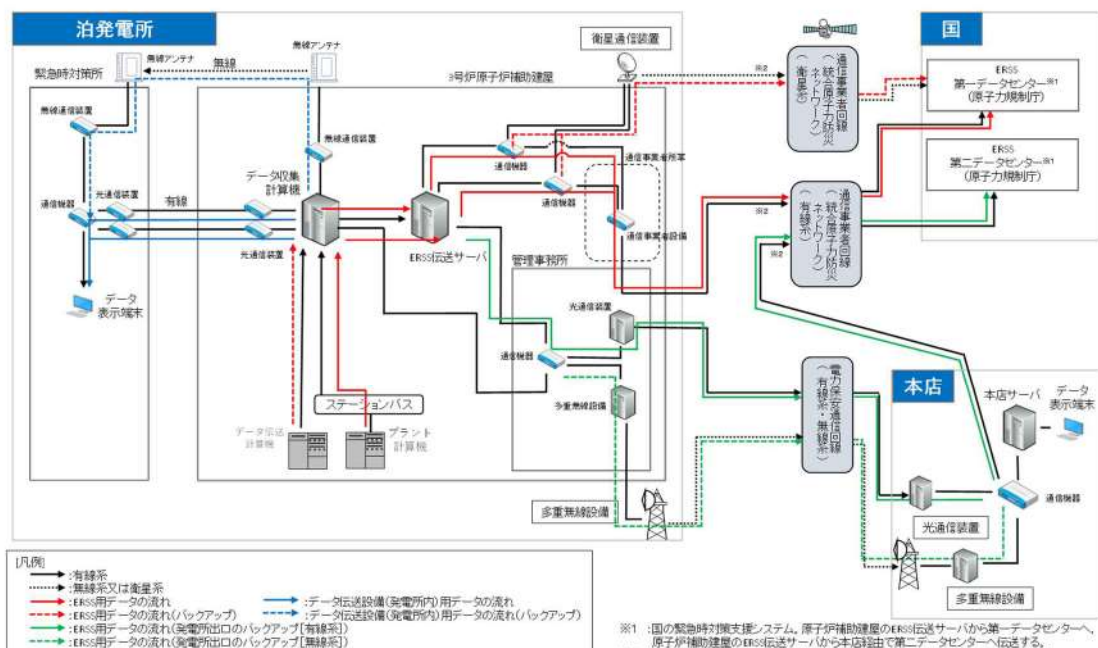 泊発電所
国
無線アンテナ
無線
無線アンテナ
衛星通信装置
緊急時対策所
3号炉原子炉補助建屋
※2
通信事業者回線
(統合原子力防災
ネットワーク)
(衛星系)
ERSS
第一データセンター※1
(原子力規制庁)
無線通信装置
無線通信装置
ERSS
第二データセンター※1
(原子力規制庁)
データ収集
計算機
通信機器
通信事業者所掌
通信機器
光通信装置
有線
通信機器
※2
通信事業者回線
(統合原子力防災
ネットワーク)
有線系)
通信事業者設備
ERSS伝送サーバ
※2
光通信装置
管理事務所
光通信装置
データ
表示端末
通信機器
電力保安通信回線
(有線系・無線系)
本店
本店サーバ
データ
表示端末
ステーションバス
多重無線設備
データ伝送
計算機
プラント
計算機
通信機器
多重無線設備
光通信装置
多重無線設備
[凡例]
:有線系
:無線系又は衛星系
:ERSS用データの流れ
:データ伝送設備(発電所内)用データの流れ
:ERSS用データの流れ(バックアップ)
:データ伝送設備(発電所内)用データの流れ(バックアップ)
:ERSS用データの流れ(発電所出口のバックアップ[有線系])
:ERSS用データの流れ(発電所出口のバックアップ[無線系])
※1 :国の緊急時対策支援システム。原子炉補助建屋のERSS伝送サーバから第一データセンターへ,
原子炉補助建屋のERSS伝送サーバから本店経由で第二データセンターへ伝送する。